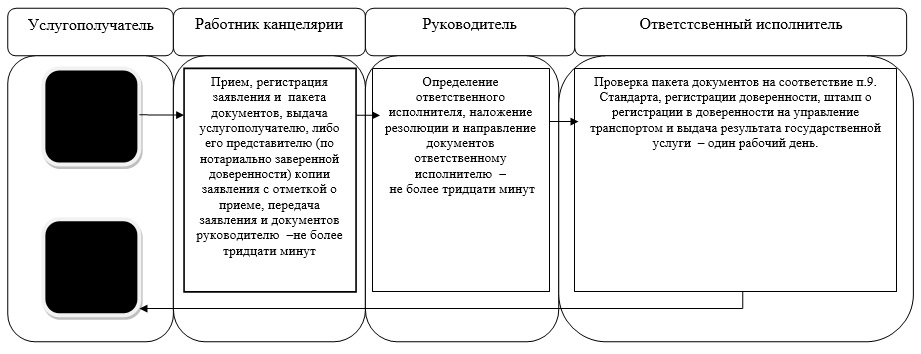 Услугополучатель
Работник канцелярии
Руководитель
Ответстсвенный исполнитель
Прием, регистрация
заявления и пакета
документов, выдача
услугополучателю, либо
его представителю (по
нотариально заверенной
доверенности) копии
заявления с отметкой о
приеме, передача
заявления и документов
руководителю –не более
тридцати минут
Определение
ответственного
исполнителя, наложение
резолюции и направление
документов
ответственному
исполнителю –
не более тридцати минут
Проверка пакета документов на соответствие п.9.
Стандарта, регистрации доверенности, штамп о
регистрации в доверенности на управление
транспортом и выдача результата государственной
услуги – один рабочий день.